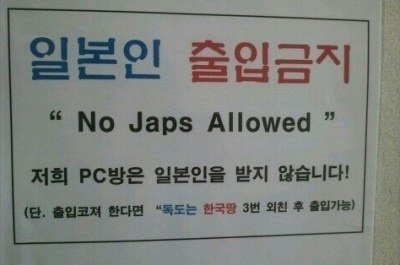 일본인 출입금지
“ No Japs Allowed ”
저희 PC방은 일본인을 받지 않습니다!
(단. 출입코져 한다면 “독도는 한국땅 3번 외친 후 출입가능)